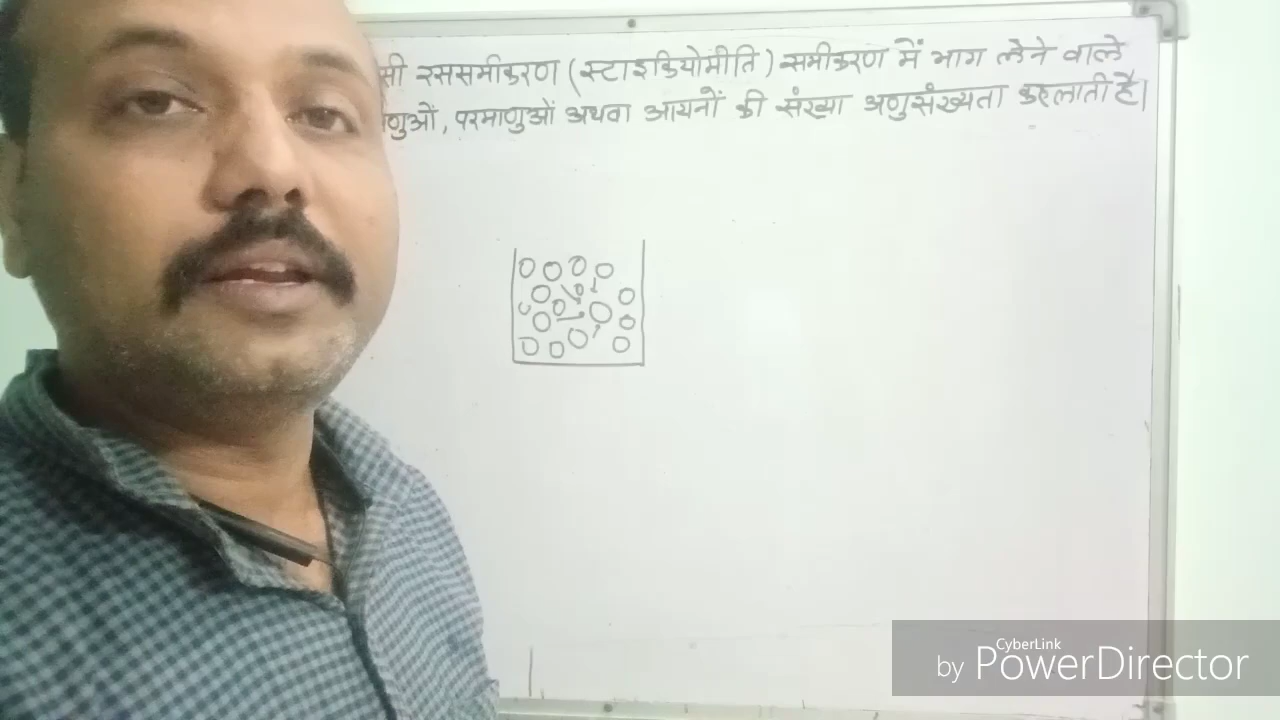 रससमीकरण (स्टाइकियोमीति) समीकरण में भाग लेने वाले
परमाणुओं अथवा आयनों की संख्या अणुसंख्यता कहलाती है।
CyberLink
by PowerDirector